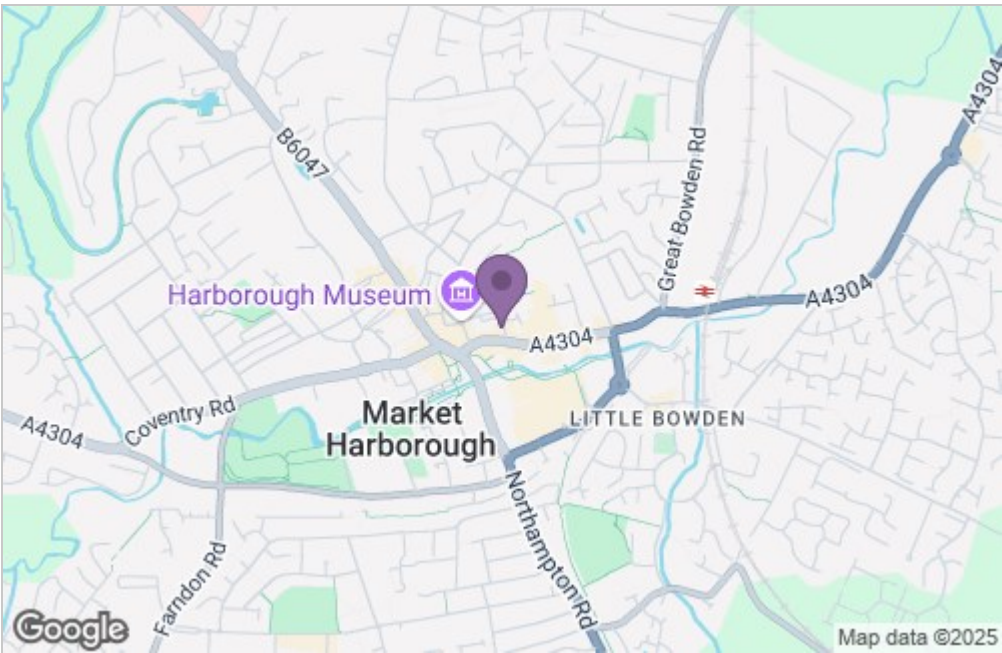 A4304
B6047
Great Bowden Rd
Harborough Museum
A4304
A4304
Coventry Rd
A4304
Market
Harborough
LITTLE BOWDEN
Northampton Rd
Farndon Rd
Google
Map data ©2025